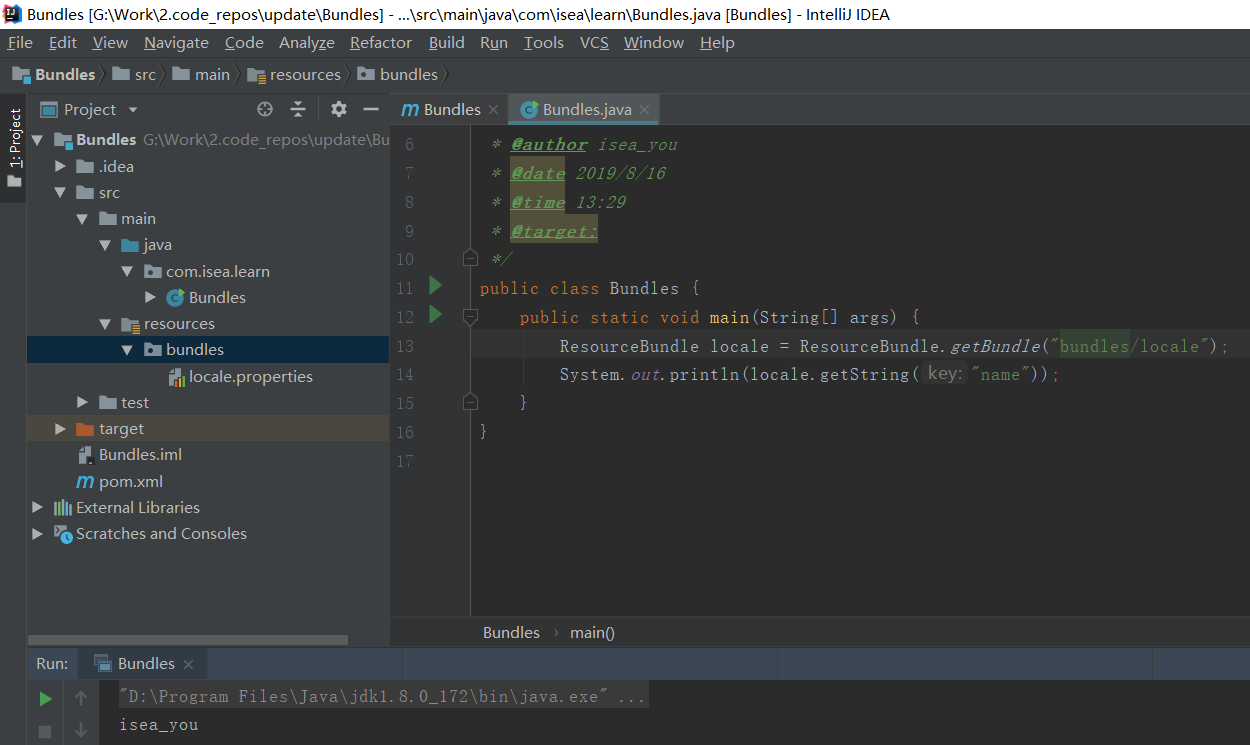 Bundles [G:\Work\2.code_repos\update\Bundles] - ...\src\main\java\com\isea\learn\Bundles.java [Bundles] - IntelliJ IDEA
File Edit View Navigate Code Analyze Refactor Build Run Tools VCS Window Help
Bundles src main resources bundles
1: Project
Project
Bundles G:\Work\2.code_repos\update\Bu
.idea
src
main
java
com.isea.learn
Bundles
resources
bundles
locale.properties
test
target
Bundles.iml
pom.xml
External Libraries
Scratches and Consoles
Bundles Bundles.java
6 * @author isea_you
7 * @date 2019/8/16
8 * @time 13:29
9 * @target:
10 */
11 public class Bundles {
12 public static void main(String[] args) {
13 ResourceBundle locale = ResourceBundle.getBundle("bundles/locale");
14 System.out.println(locale.getString( key: "name"));
15 }
16 }
17
Bundles › main()
Run: Bundles
"D:\Program Files\Java\jdk1.8.0_172\bin\java.exe" ...
isea_you